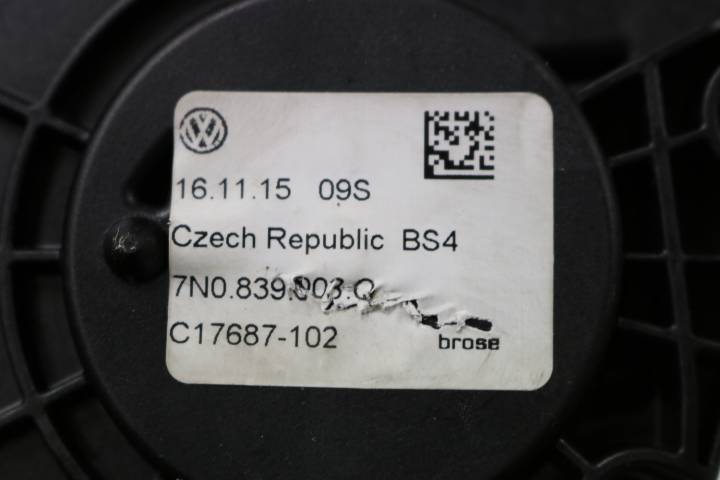 16.11.15 09S
Czech Republic BS4
C17687-102
brose